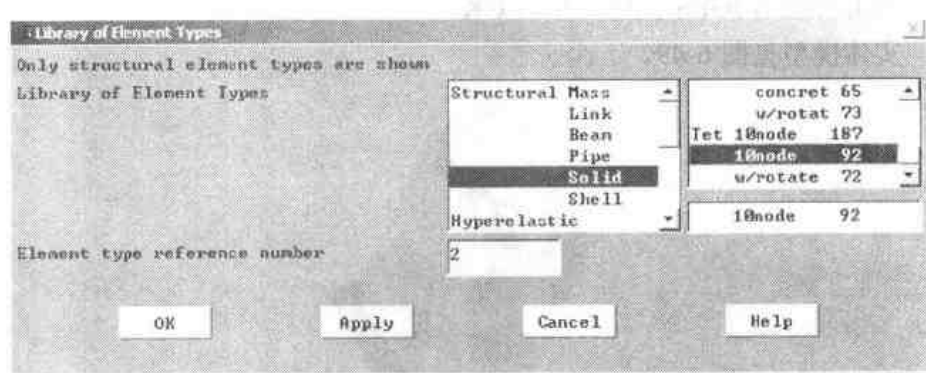 Library of Element Types
Only structural element types are shown
Library of Element Types
Structural Mass
Link
Beam
Pipe
Solid
Shell
Hyperelastic
concret 65
w/rotat 73
Tet 10node 187
10node 92
w/rotate 72
10node 92
Element type reference number
2
OK
Apply
Cancel
Help